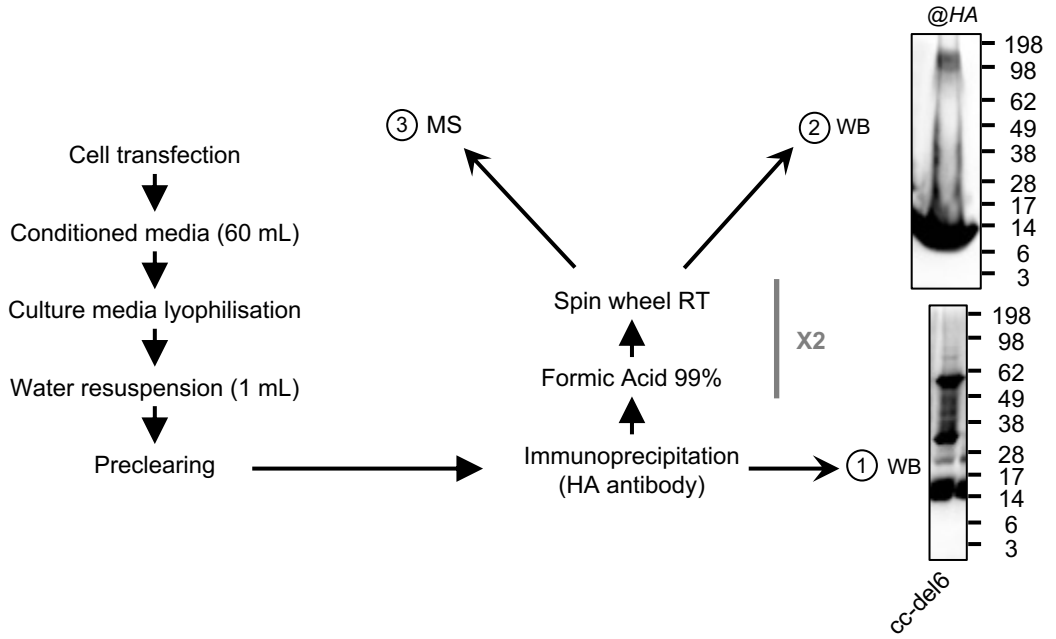 Cell transfection
Conditioned media (60 mL)
Culture media lyophilisation
Water resuspension (1 mL)
Preclearing
Immunoprecipitation
(HA antibody)
Formic Acid 99%
Spin wheel RT
X2
3 MS
2 WB
1 WB
@HA
198
98
62
49
38
28
17
14
6
3
198
98
62
49
38
28
17
14
6
3
cc-del6